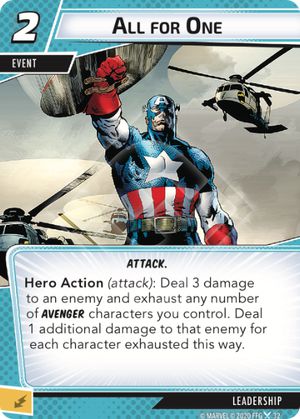 2
ALL FOR ONE
EVENT
ATTACK.
Hero Action (attack): Deal 3 damage
to an enemy and exhaust any number
of AVENGER characters you control. Deal
1 additional damage to that enemy for
each character exhausted this way.
LEADERSHIP
© MARVEL © 2020 FFG 72